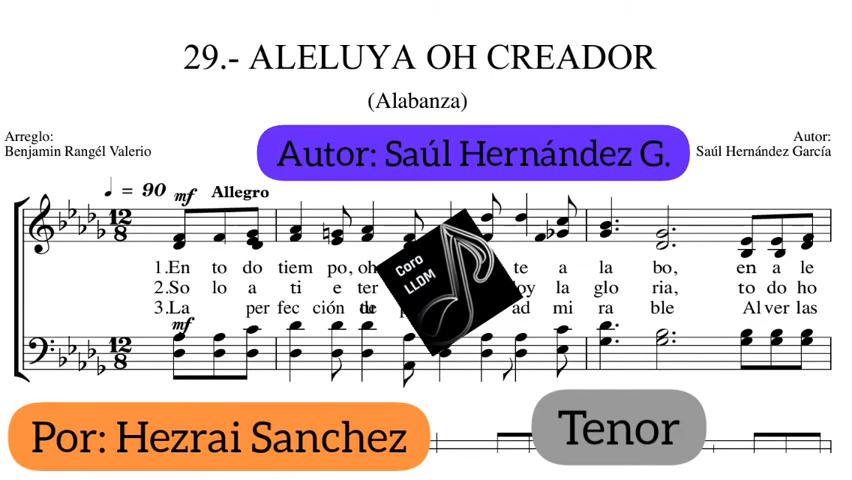 29.- ALELUYA OH CREADOR
(Alabanza)
Arreglo:
Benjamin Rangél Valerio
Autor: Saúl Hernández G.
Autor:
Saúl Hernández García
♩ = 90 mf Allegro
12
8
1.En to do tiem po, oh te a la bo, en a le
2.So lo a ti e ter doy la glo ria, to do ho
3.La per fec ción de ad mi ra ble Al ver las
Coro
LLDM
mf
12
8
Por: Hezrai Sanchez
Tenor